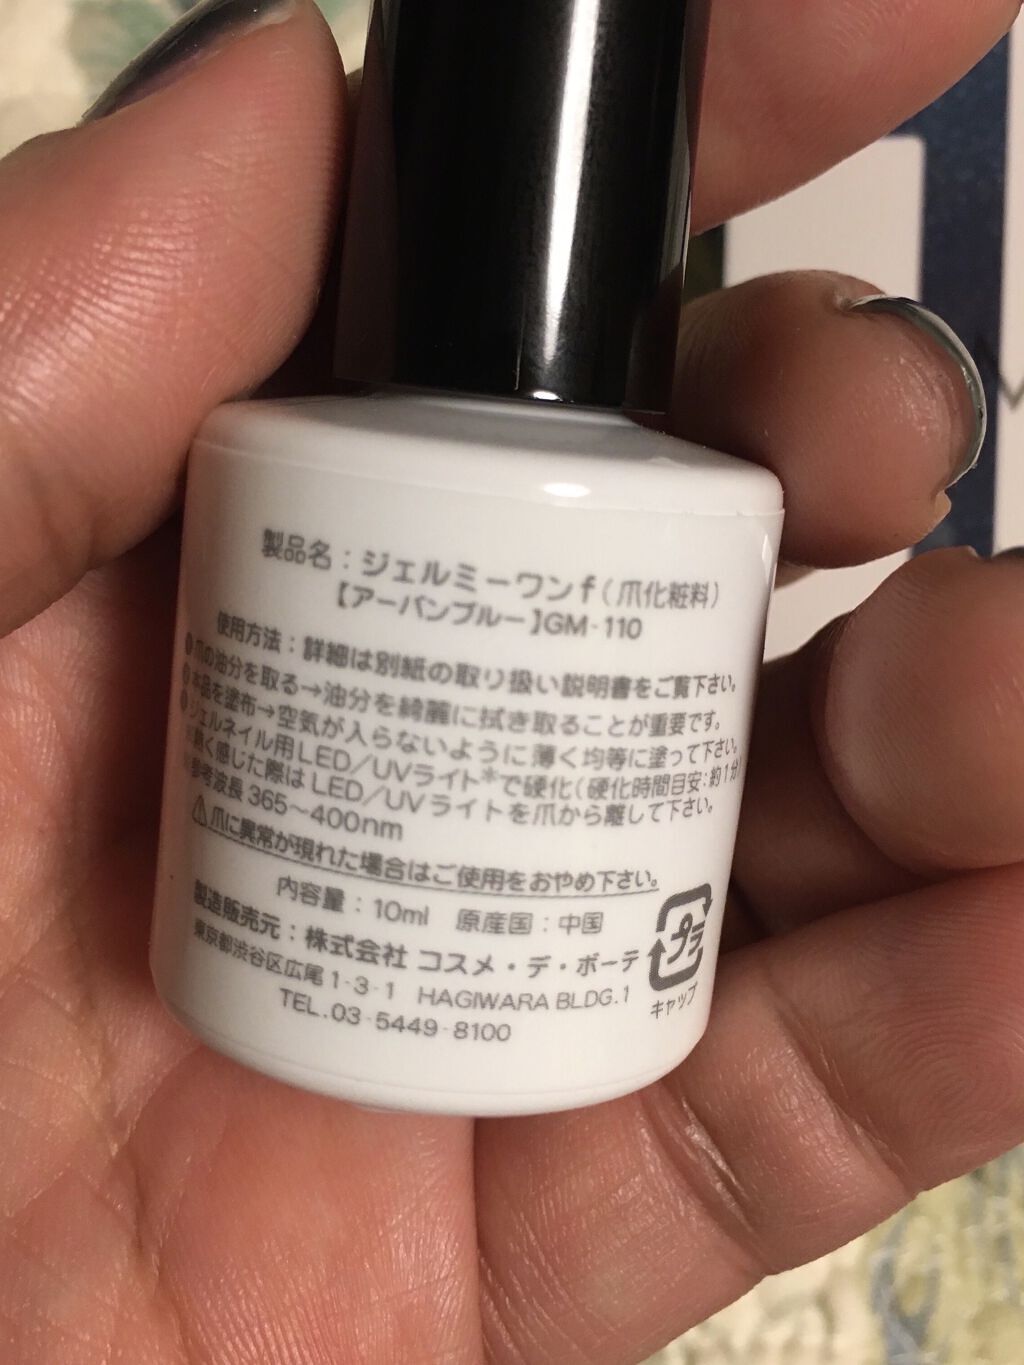 製品名：ジェルミーワンf（爪化粧料）
【アーバンブルー】GM-110
使用方法：詳細は別紙の取り扱い説明書をご覧下さい。
爪の油分を取る→油分を綺麗に拭き取ることが重要です。
本品を塗布→空気が入らないように薄く均等に塗って下さい。
ジェルネイル用LED／UVライト*で硬化（硬化時間目安：約1分
※熱く感じた際はLED／UVライトを爪から離して下さい。
*参考波長 365～400nm
⚠爪に異常が現れた場合はご使用をおやめ下さい。
内容量：10ml 原産国：中国
製造販売元：株式会社 コスメ・デ・ボーテ
東京都渋谷区広尾1-3-1 HAGIWARA BLDG.1
TEL.03-5449-8100
プラ
キャップ